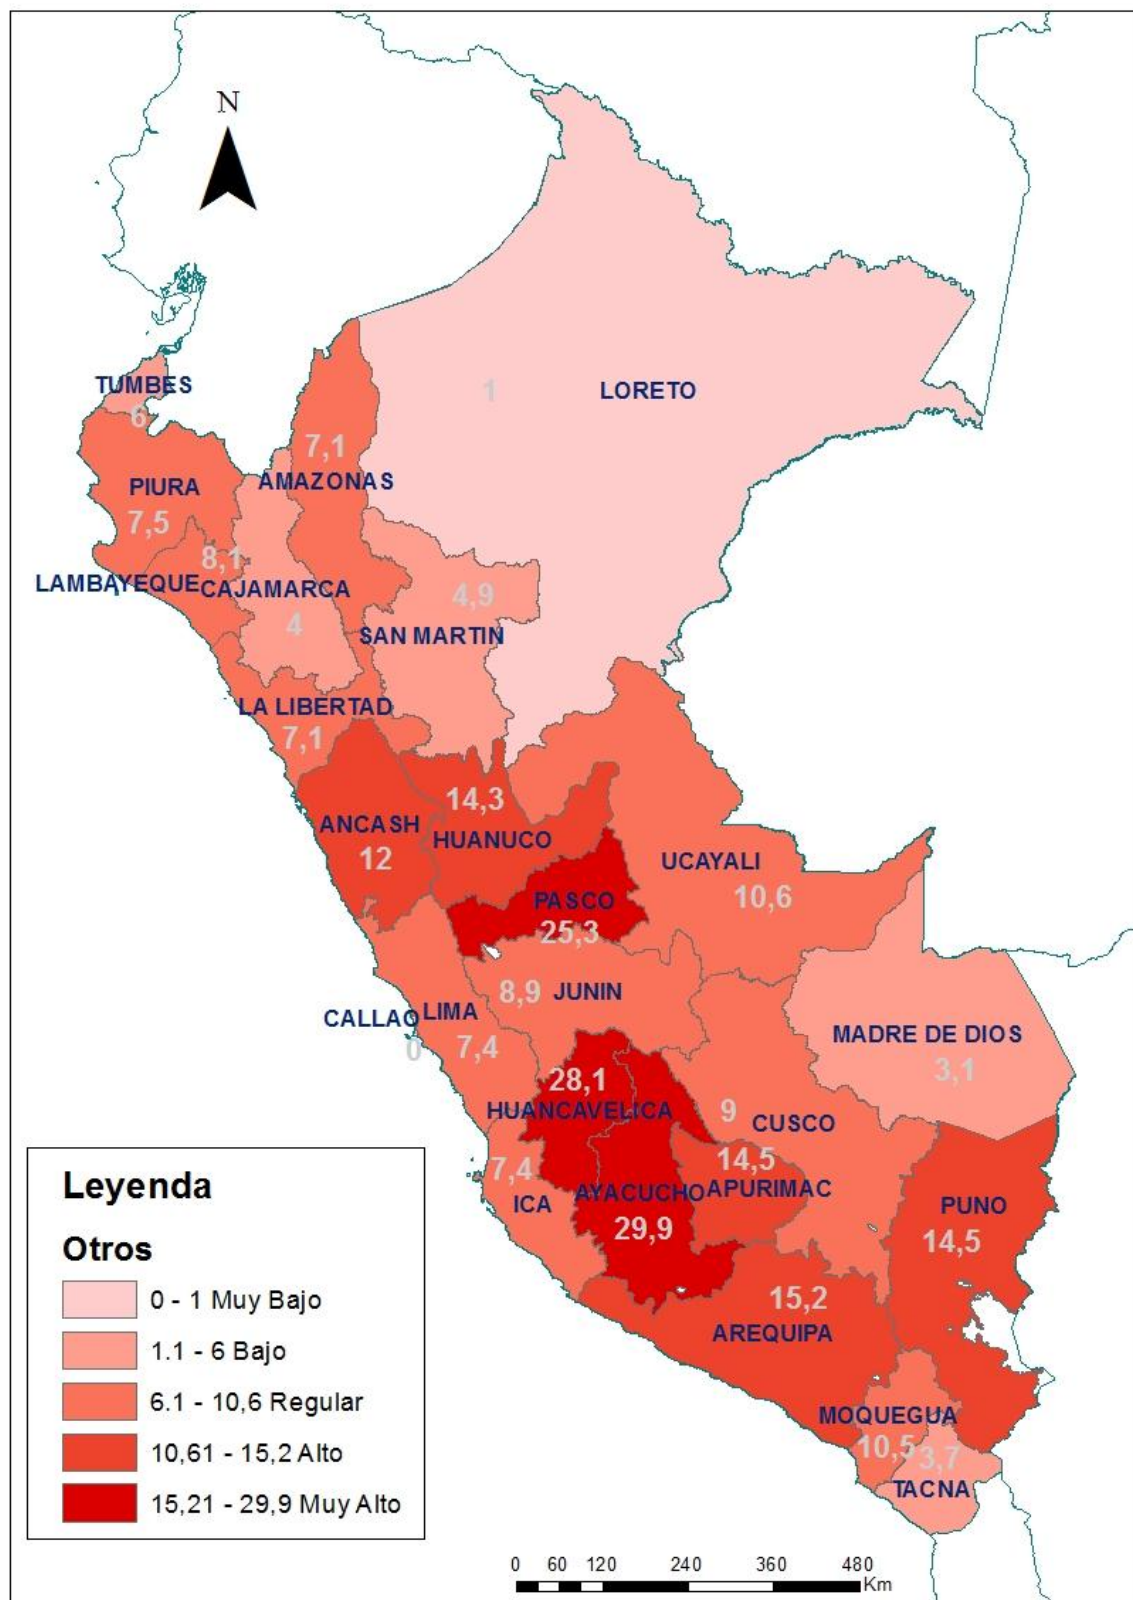 N
TUMBES
6
LORETO
1
7,1
AMAZONAS
PIURA
7,5
8,1
LAMBAYEQUE
CAJAMARCA
4
4,9
SAN MARTIN
LA LIBERTAD
7,1
14,3
ANCASH
12
HUANUCO
UCAYALI
10,6
PASCO
25,3
8,9
JUNIN
CALLAO
0
LIMA
7,4
MADRE DE DIOS
3,1
28,1
HUANCAVELICA
9
CUSCO
7,4
ICA
14,5
APURIMAC
AYACUCHO
29,9
PUNO
14,5
15,2
AREQUIPA
MOQUEGUA
10,5
3,7
TACNA
Leyenda
Otros
0 - 1 Muy Bajo
1.1 - 6 Bajo
6.1 - 10,6 Regular
10,61 - 15,2 Alto
15,21 - 29,9 Muy Alto
0 60 120 240 360 480
Km